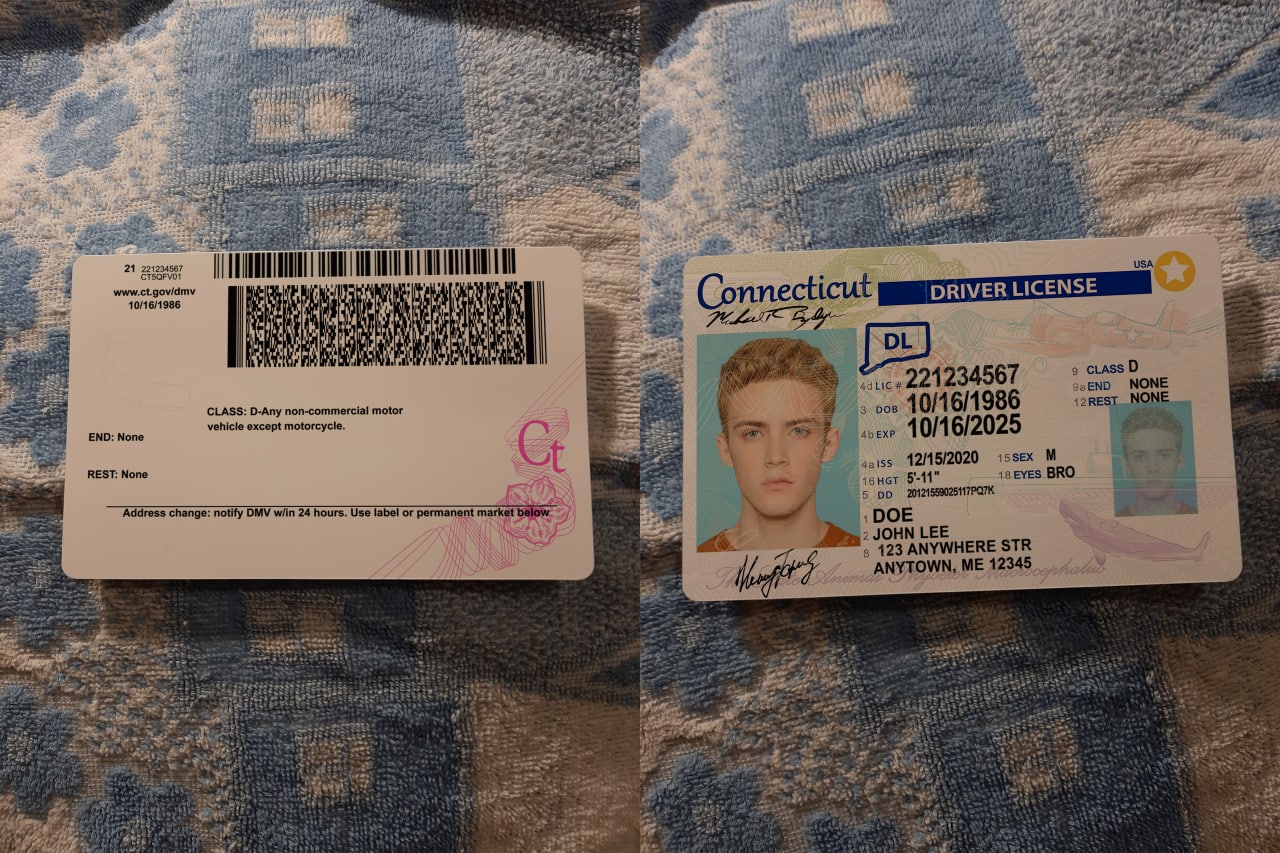 21 221234567
CT5QFV01
www.ct.gov/dmv
10/16/1986
CLASS: D-Any non-commercial motor
vehicle except motorcycle.
END: None
REST: None
Ct
Address change: notify DMV w/in 24 hours. Use label or permanent market below
Connecticut DRIVER LICENSE USA
DL
4d LIC # 221234567
3 DOB 10/16/1986
4b EXP 10/16/2025
9 CLASS D
9a END NONE
12 REST NONE
4a ISS 12/15/2020 15 SEX M
16 HGT 5'-11" 18 EYES BRO
5 DD 20121559025117PQ7K
1 DOE
2 JOHN LEE
8 123 ANYWHERE STR
ANYTOWN, ME 12345
Animal Physeter Macrocephalus